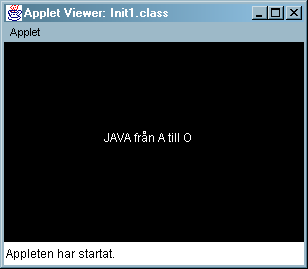 Applet Viewer: Init1.class
Applet
JAVA från A till O
Appleten har startat.